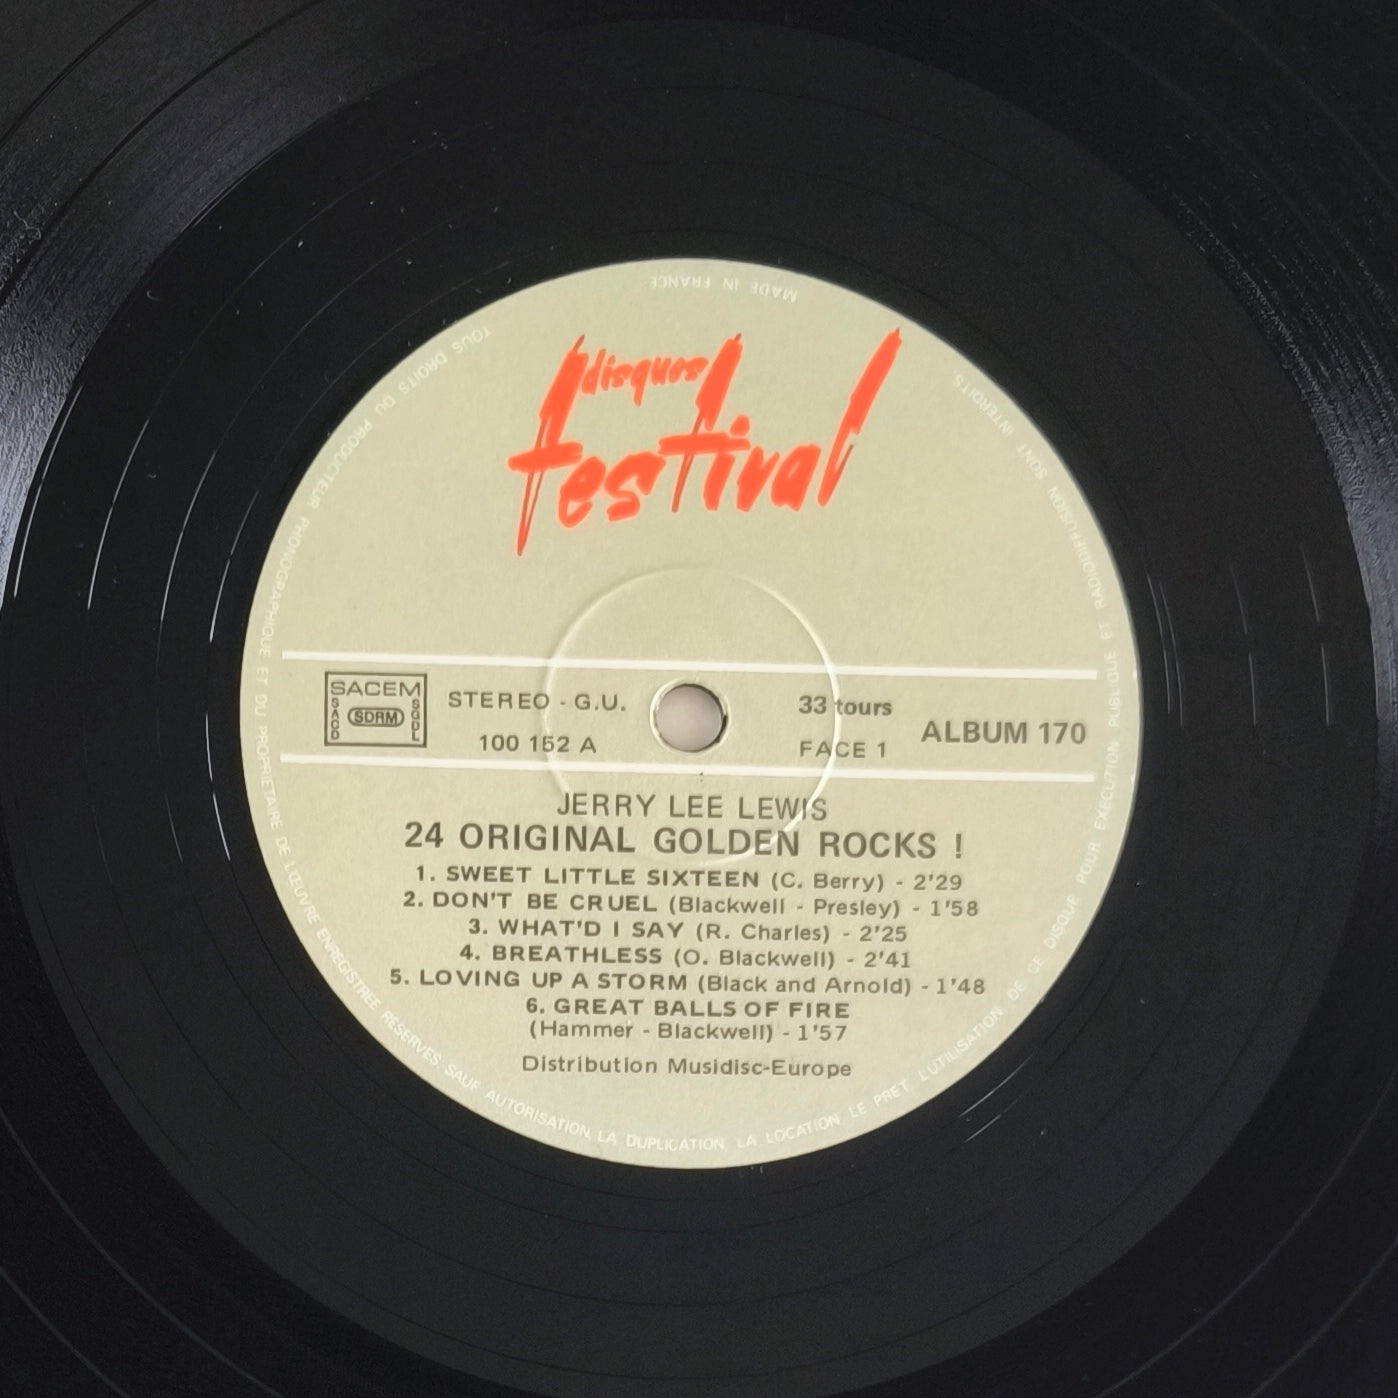 MADE IN FRANCE
disques
festival
SACEM
SACD
SDRM
SGDL
STEREO - G.U.
100 152 A
33 tours
FACE 1
ALBUM 170
JERRY LEE LEWIS
24 ORIGINAL GOLDEN ROCKS !
1. SWEET LITTLE SIXTEEN (C. Berry) - 2'29
2. DON'T BE CRUEL (Blackwell - Presley) - 1'58
3. WHAT'D I SAY (R. Charles) - 2'25
4. BREATHLESS (O. Blackwell) - 2'41
5. LOVING UP A STORM (Black and Arnold) - 1'48
6. GREAT BALLS OF FIRE
(Hammer - Blackwell) - 1'57
Distribution Musidisc-Europe
TOUS DROITS DU PRODUCTEUR PHONOGRAPHIQUE ET DU PROPRIETAIRE DE L'ŒUVRE ENREGISTREE RESERVES. SAUF AUTORISATION, LA DUPLICATION, LA LOCATION, LE PRET, L'UTILISATION DE CE DISQUE POUR EXECUTION PUBLIQUE ET RADIODIFFUSION SONT INTERDITS